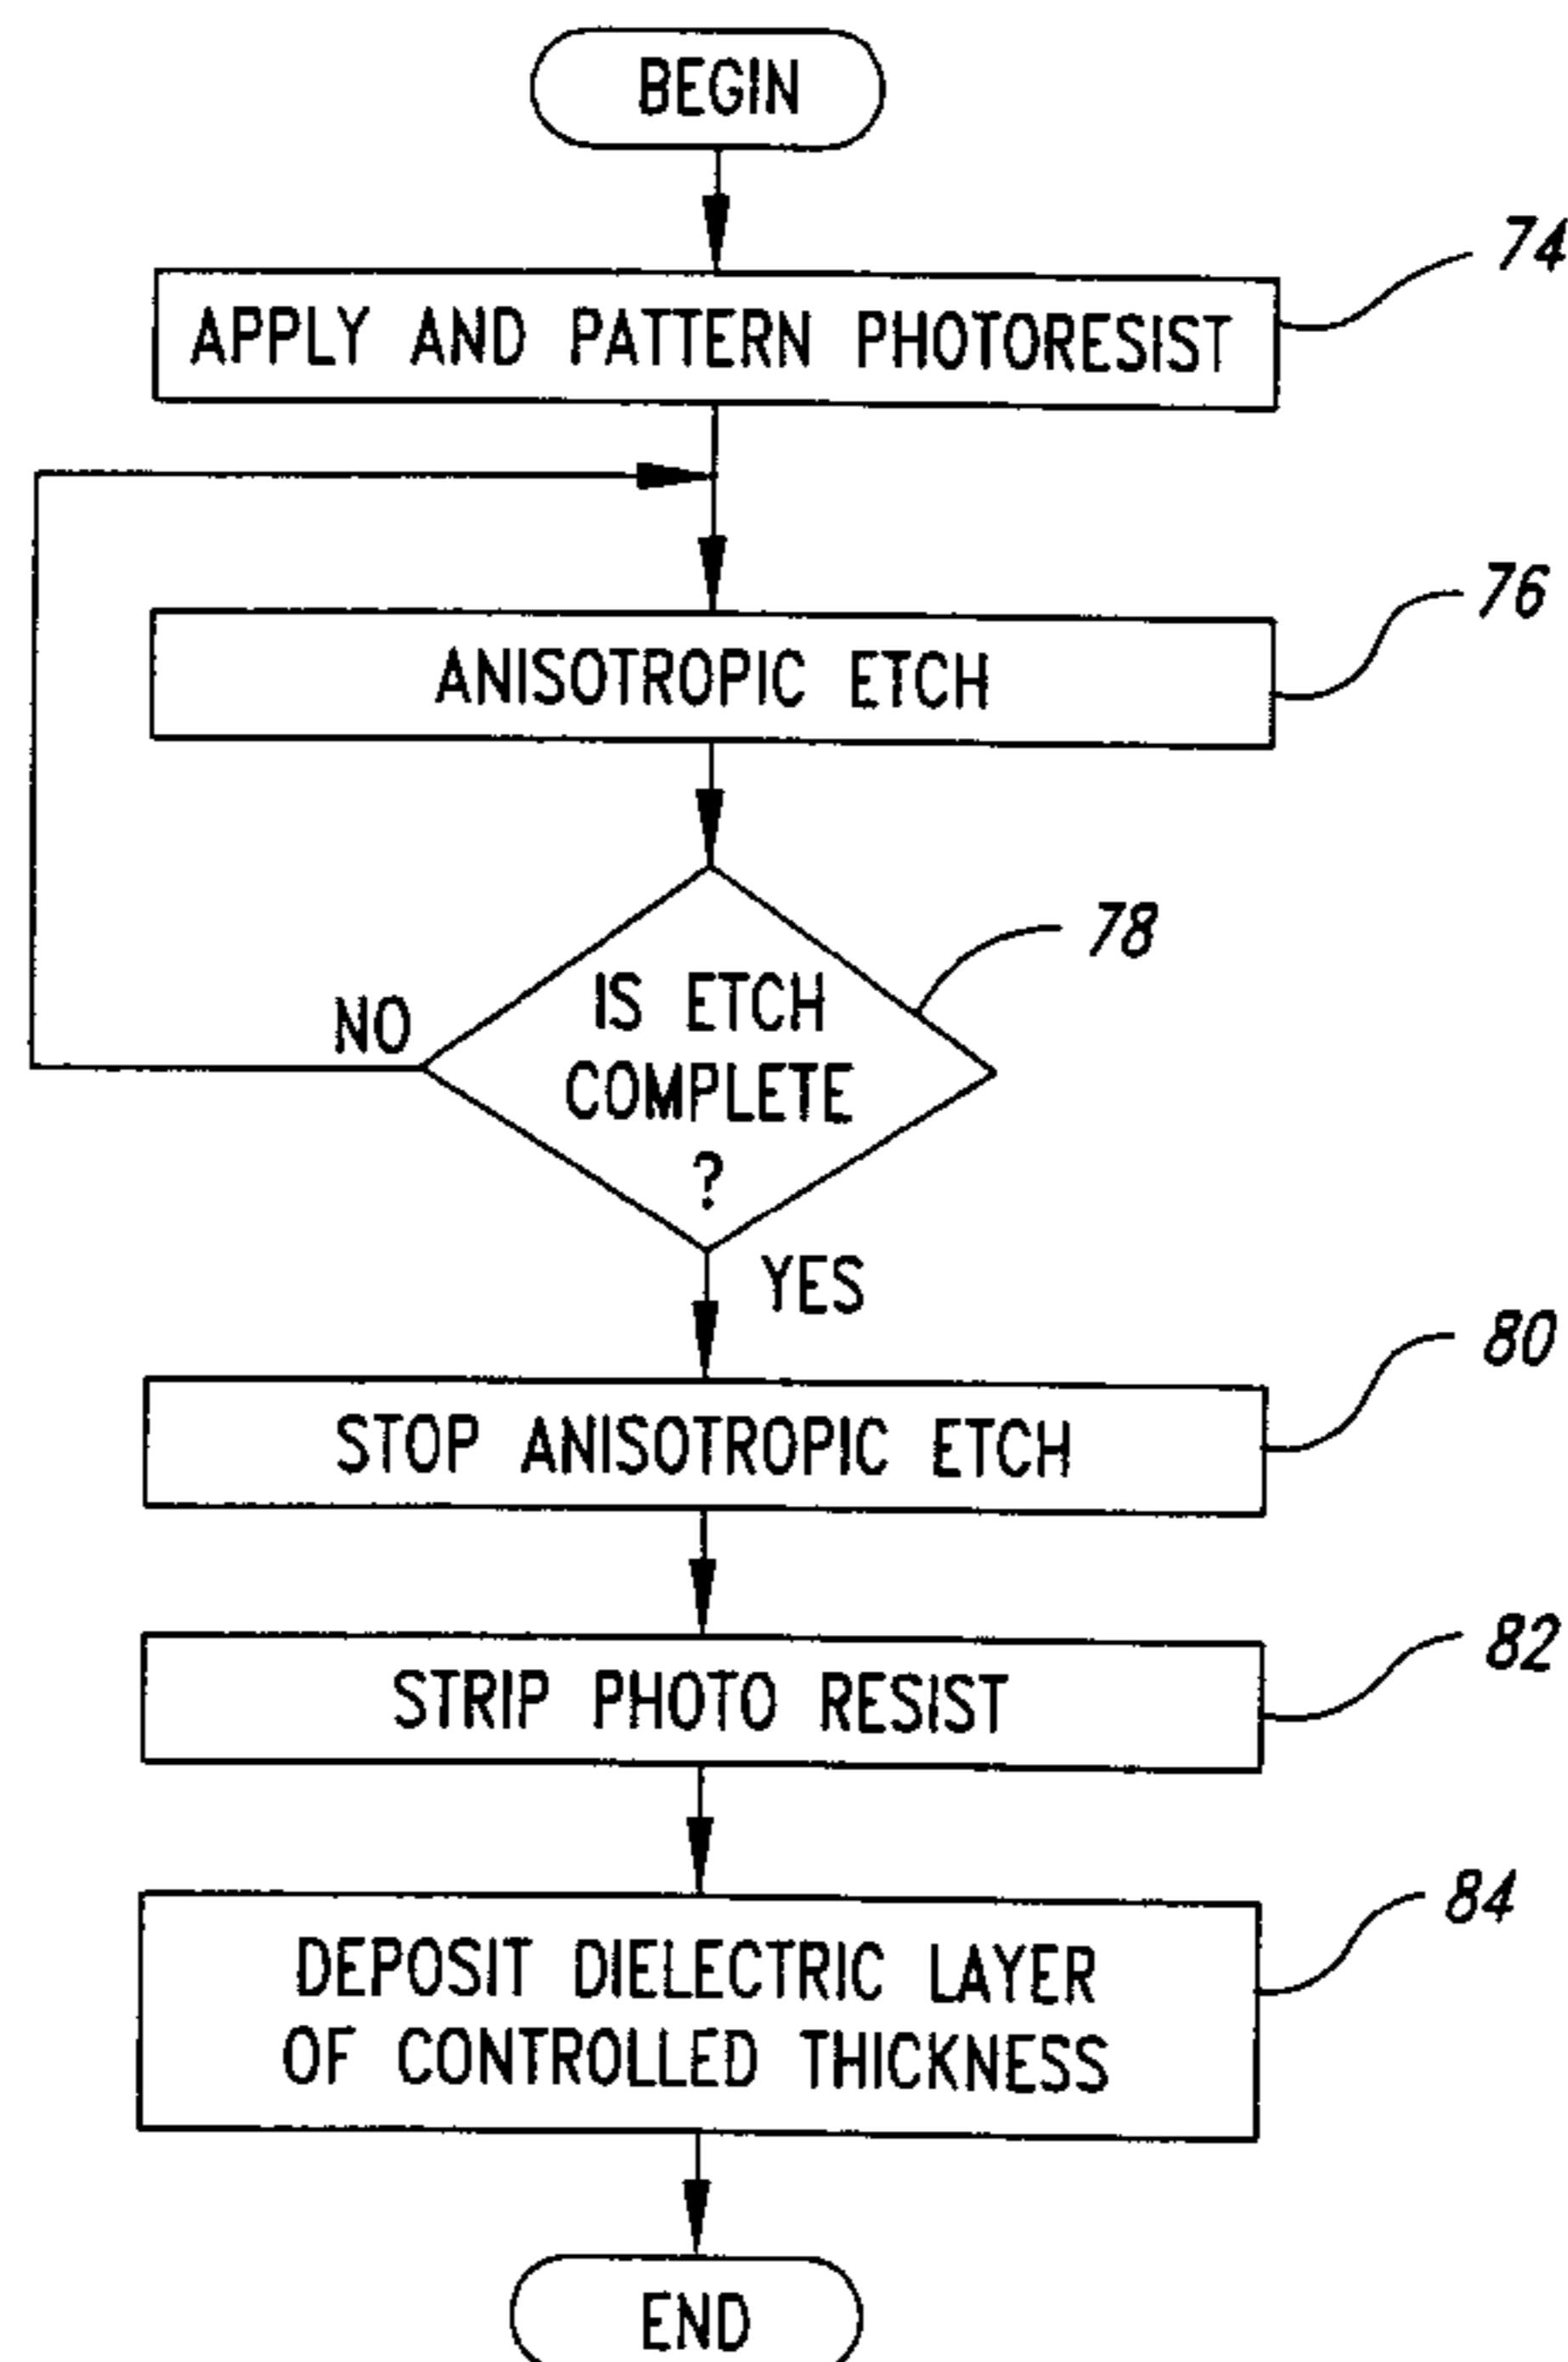 BEGIN
APPLY AND PATTERN PHOTORESIST
74
ANISOTROPIC ETCH
76
78
IS ETCH
COMPLETE
?
NO
YES
STOP ANISOTROPIC ETCH
80
STRIP PHOTO RESIST
82
DEPOSIT DIELECTRIC LAYER
OF CONTROLLED THICKNESS
84
END